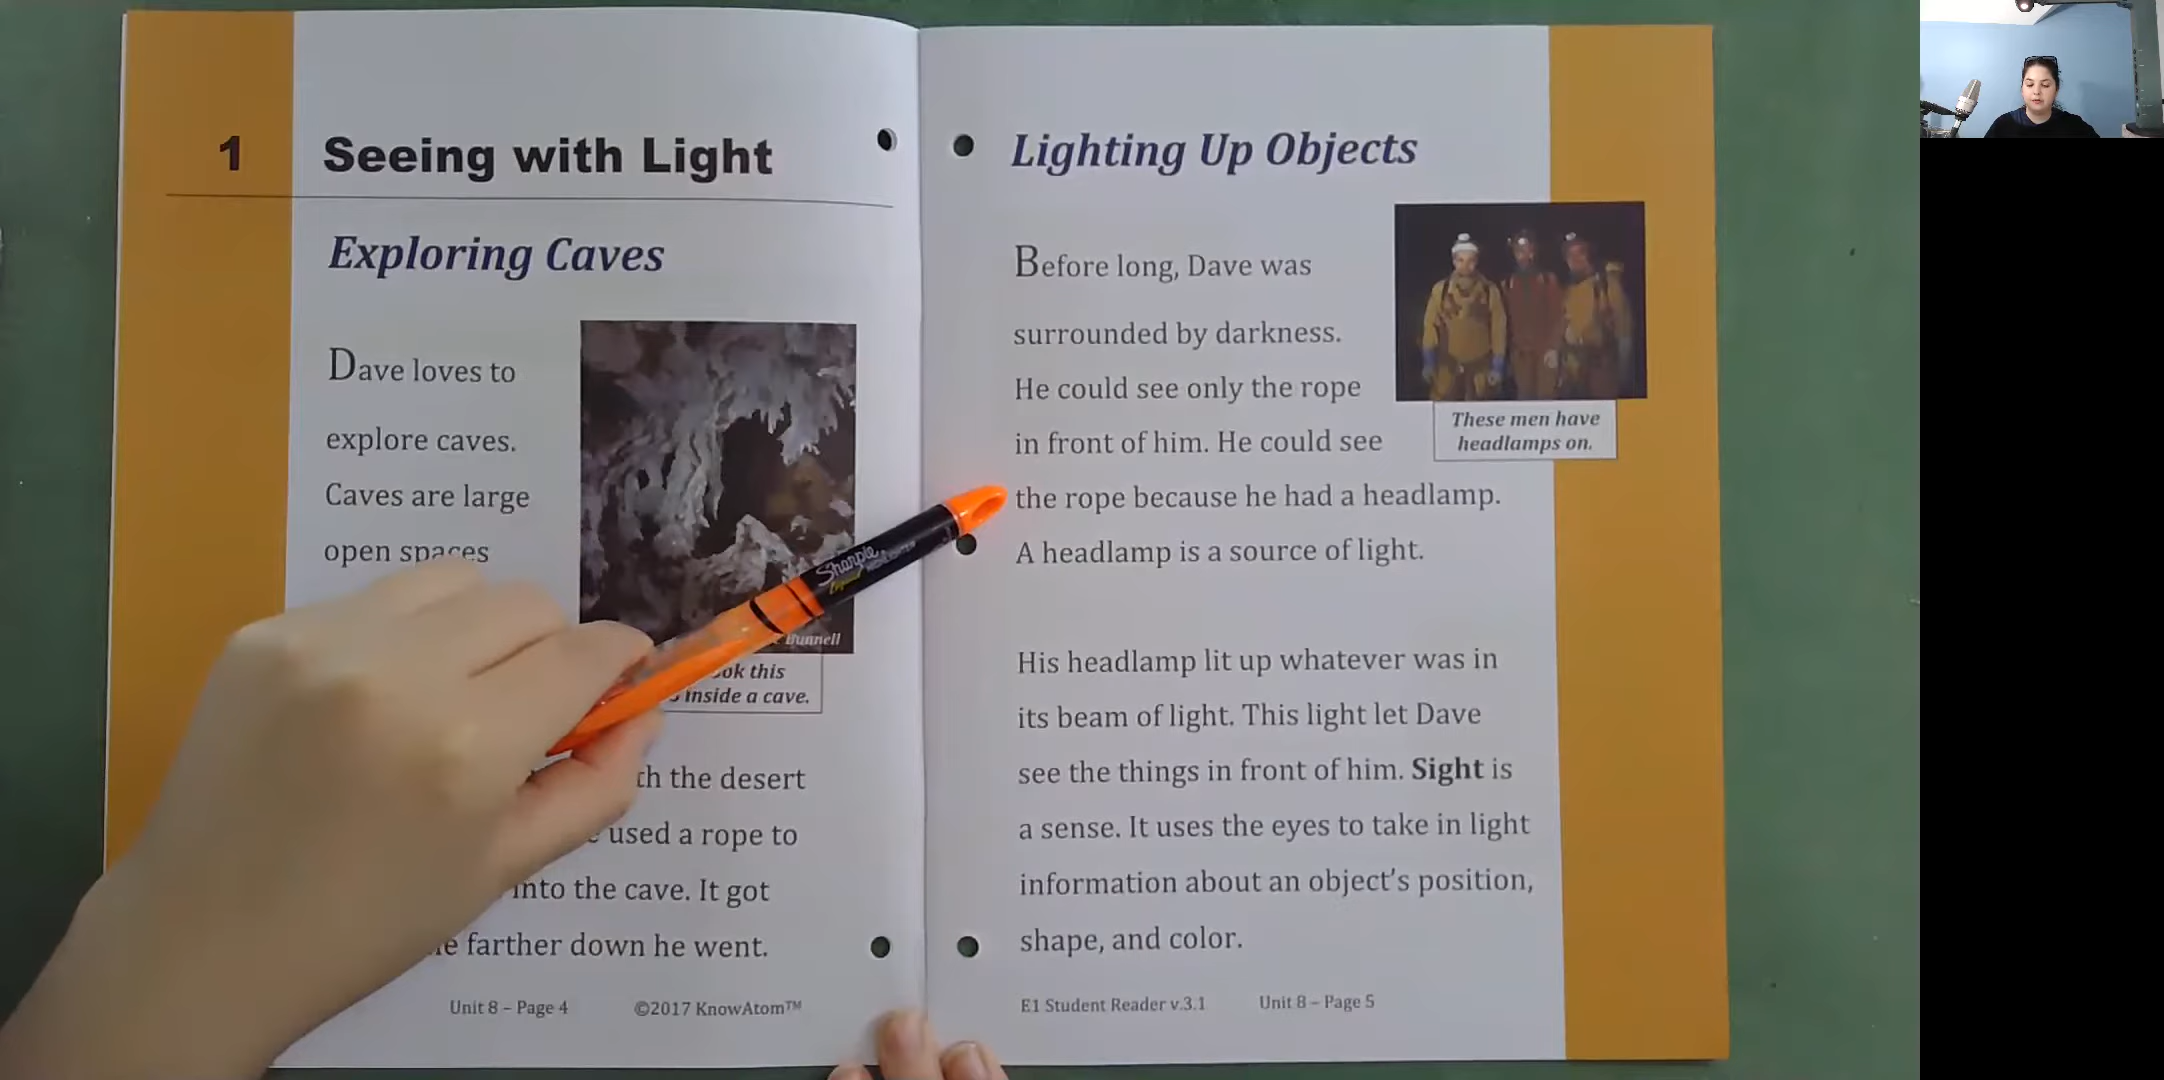 1 Seeing with Light
Exploring Caves
Dave loves to
explore caves.
Caves are large
open spaces
Bunnell
this
inside a cave.
the desert
used a rope to
into the cave. It got
farther down he went.
Unit 8 – Page 4 ©2017 KnowAtom™
Sharpie
Lighting Up Objects
Before long, Dave was
surrounded by darkness.
He could see only the rope
in front of him. He could see
the rope because he had a headlamp.
A headlamp is a source of light.
These men have
headlamps on.
His headlamp lit up whatever was in
its beam of light. This light let Dave
see the things in front of him. Sight is
a sense. It uses the eyes to take in light
information about an object’s position,
shape, and color.
E1 Student Reader v.3.1 Unit 8 – Page 5